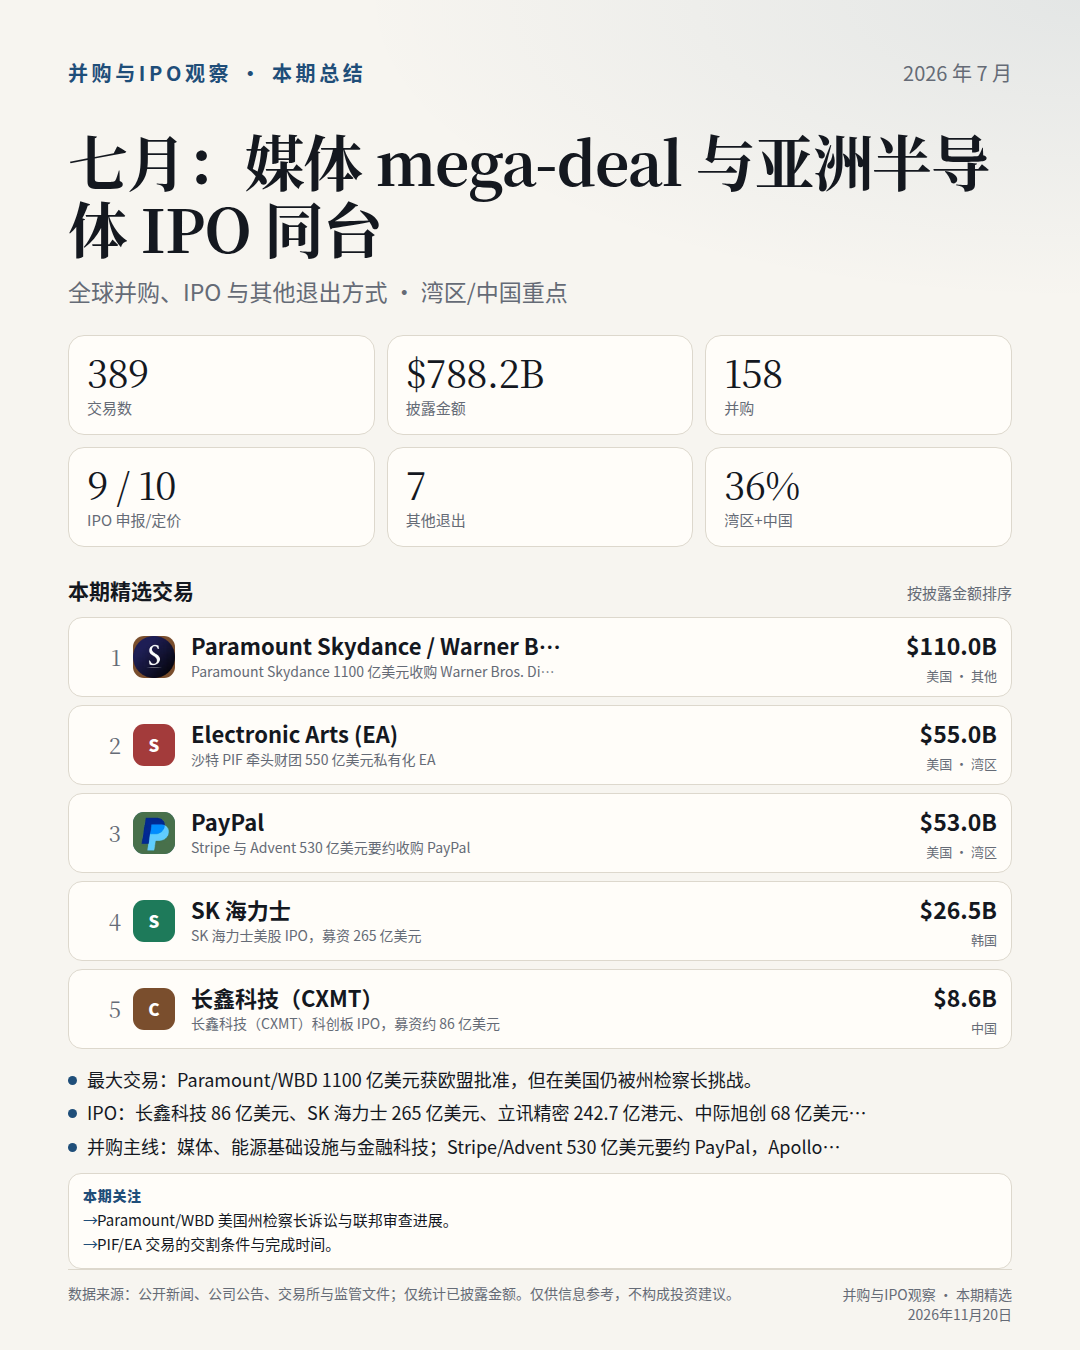 并购与IPO观察 · 本期总结
2026 年 7 月
七月：媒体 mega-deal 与亚洲半导
体 IPO 同台
全球并购、IPO 与其他退出方式 · 湾区/中国重点
389
交易数
$788.2B
披露金额
158
并购
9 / 10
IPO 申报/定价
7
其他退出
36%
湾区+中国
本期精选交易
按披露金额排序
1
S
Paramount Skydance / Warner B…
Paramount Skydance 1100 亿美元收购 Warner Bros. Di…
$110.0B
美国 · 其他
2
S
Electronic Arts (EA)
沙特 PIF 牵头财团 550 亿美元私有化 EA
$55.0B
美国 · 湾区
3
P
PayPal
Stripe 与 Advent 530 亿美元要约收购 PayPal
$53.0B
美国 · 湾区
4
S
SK 海力士
SK 海力士美股 IPO，募资 265 亿美元
$26.5B
韩国
5
C
长鑫科技（CXMT）
长鑫科技（CXMT）科创板 IPO，募资约 86 亿美元
$8.6B
中国
最大交易：Paramount/WBD 1100 亿美元获欧盟批准，但在美国仍被州检察长挑战。
IPO：长鑫科技 86 亿美元、SK 海力士 265 亿美元、立讯精密 242.7 亿港元、中际旭创 68 亿美元…
并购主线：媒体、能源基础设施与金融科技；Stripe/Advent 530 亿美元要约 PayPal，Apollo…
本期关注
→Paramount/WBD 美国州检察长诉讼与联邦审查进展。
→PIF/EA 交易的交割条件与完成时间。
数据来源：公开新闻、公司公告、交易所与监管文件；仅统计已披露金额。仅供信息参考，不构成投资建议。
并购与IPO观察 · 本期精选
2026年11月20日